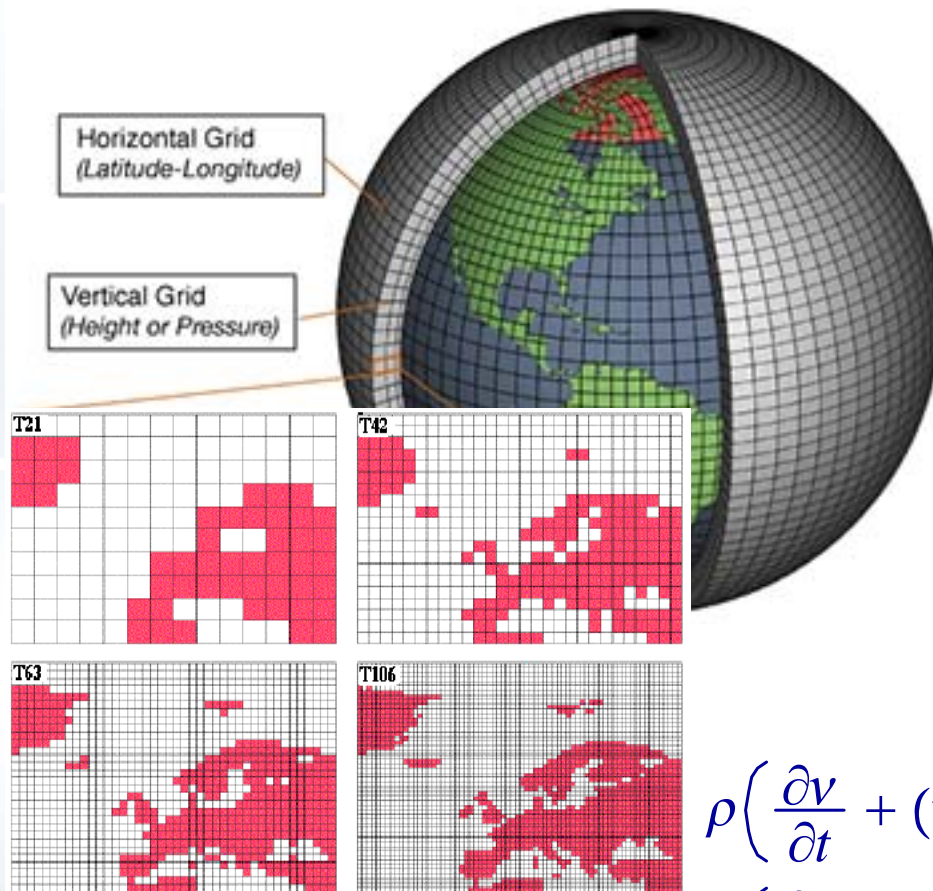 Horizontal Grid
(Latitude-Longitude)
Vertical Grid
(Height or Pressure)
T21
T42
T63
T106
ρ( ∂v/∂t + (